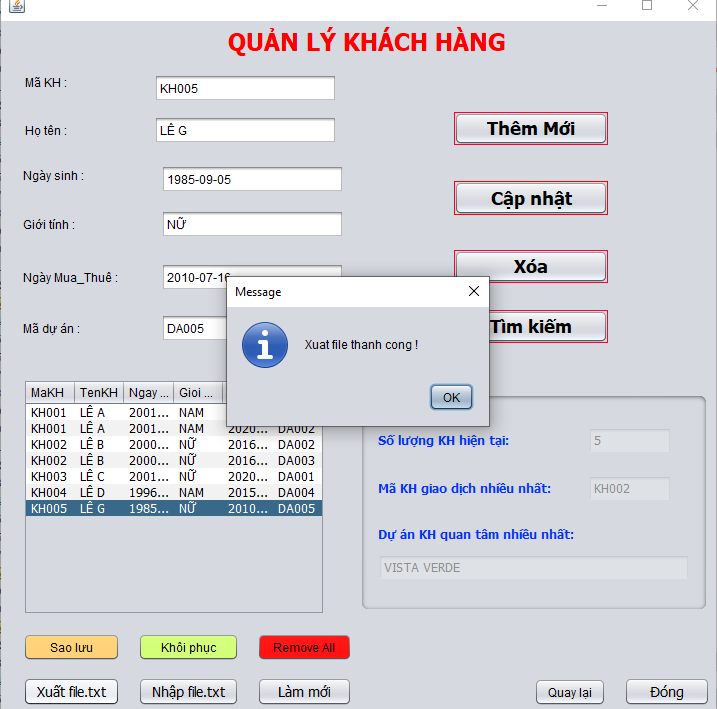 QUẢN LÝ KHÁCH HÀNG
Mã KH :
KH005
Họ tên :
LÊ G
Thêm Mới
Ngày sinh :
1985-09-05
Cập nhật
Giới tính :
NỮ
Xóa
Ngày Mua_Thuê :
2010-07-16
Message
Mã dự án :
DA005
Tìm kiếm
Xuat file thanh cong !
OK
MaKH TenKH Ngay ... Gioi ...
KH001 LÊ A 2001... NAM
KH001 LÊ A 2001... NAM 2020... DA002
KH002 LÊ B 2000... NỮ 2016... DA002
KH002 LÊ B 2000... NỮ 2016... DA003
KH003 LÊ C 2001... NỮ 2020... DA001
KH004 LÊ D 1996... NAM 2015... DA004
KH005 LÊ G 1985... NỮ 2010... DA005
Số lượng KH hiện tại:
5
Mã KH giao dịch nhiều nhất:
KH002
Dự án KH quan tâm nhiều nhất:
VISTA VERDE
Sao lưu
Khôi phục
Remove All
Xuất file.txt
Nhập file.txt
Làm mới
Quay lại
Đóng